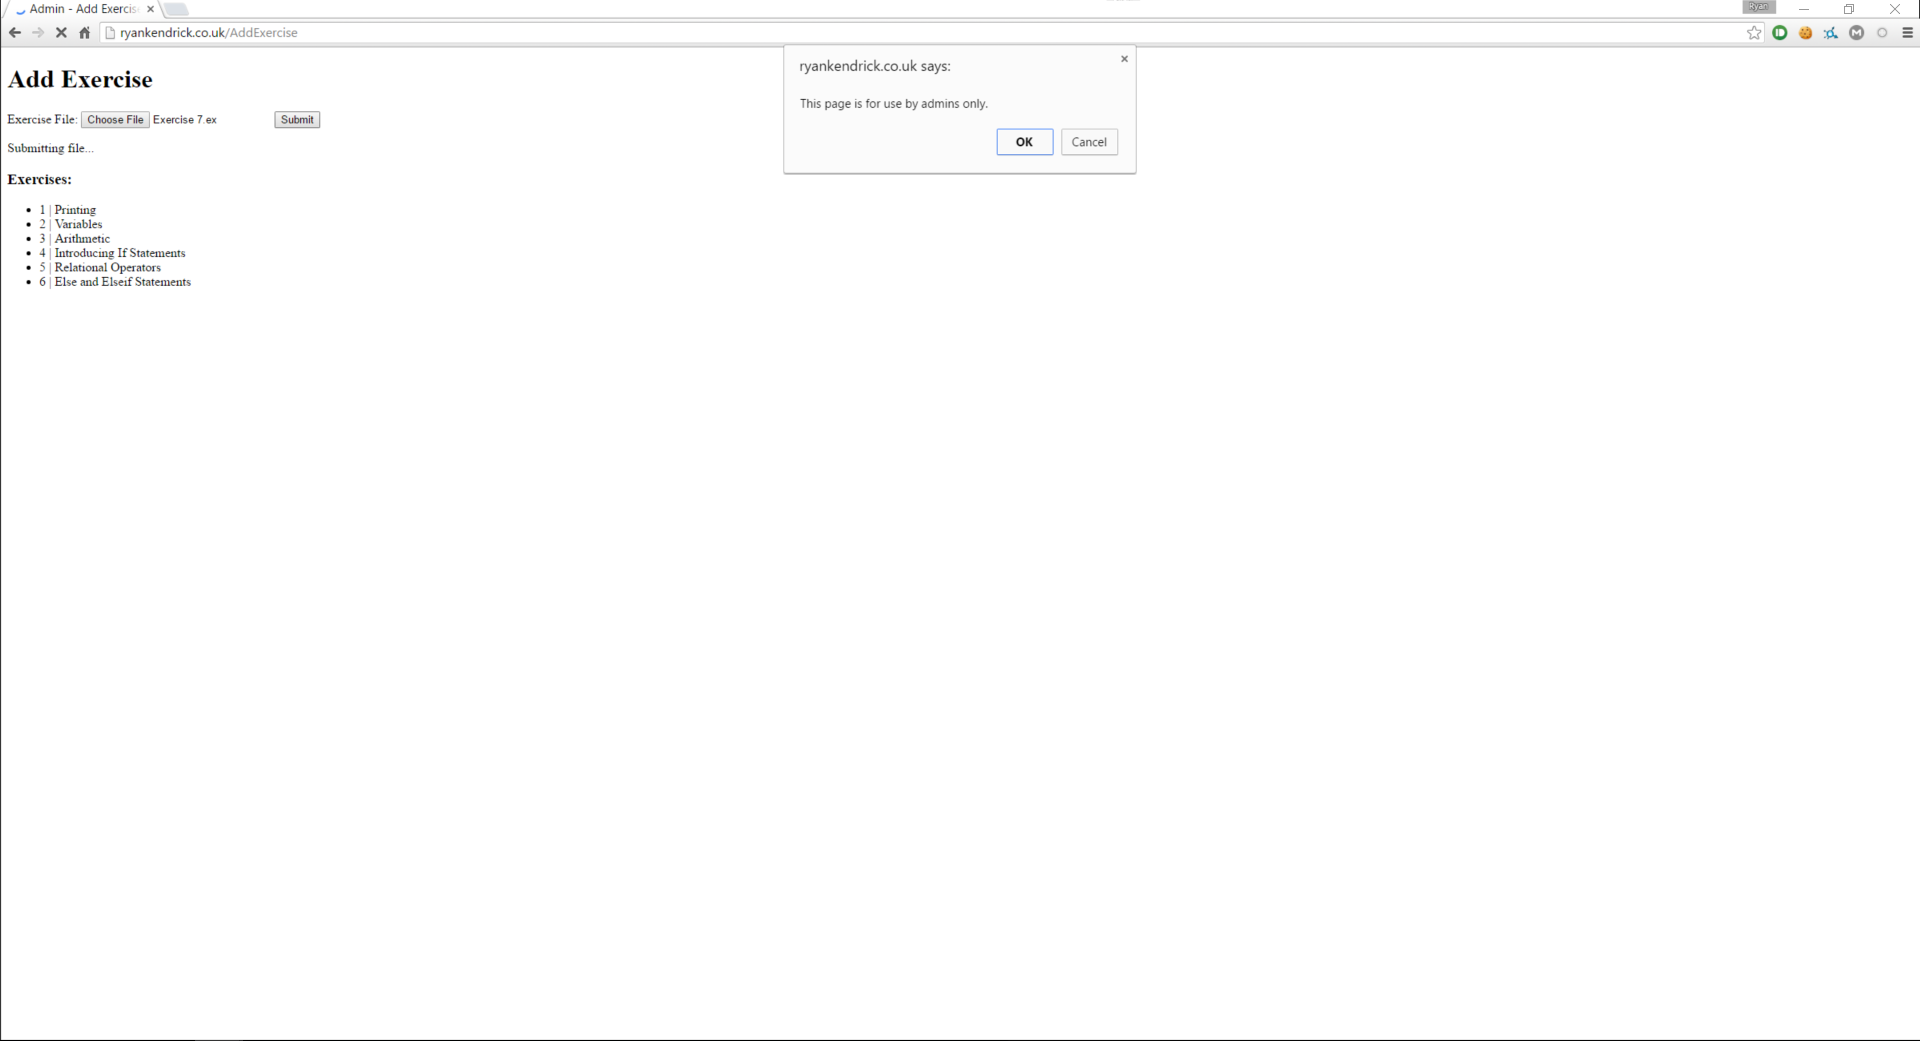 Admin - Add Exercis
Ryan
ryankendrick.co.uk/AddExercise
ryankendrick.co.uk says:
This page is for use by admins only.
OK Cancel
Add Exercise
Exercise File: Choose File Exercise 7.ex Submit
Submitting file...
Exercises:
1 | Printing
2 | Variables
3 | Arithmetic
4 | Introducing If Statements
5 | Relational Operators
6 | Else and Elseif Statements